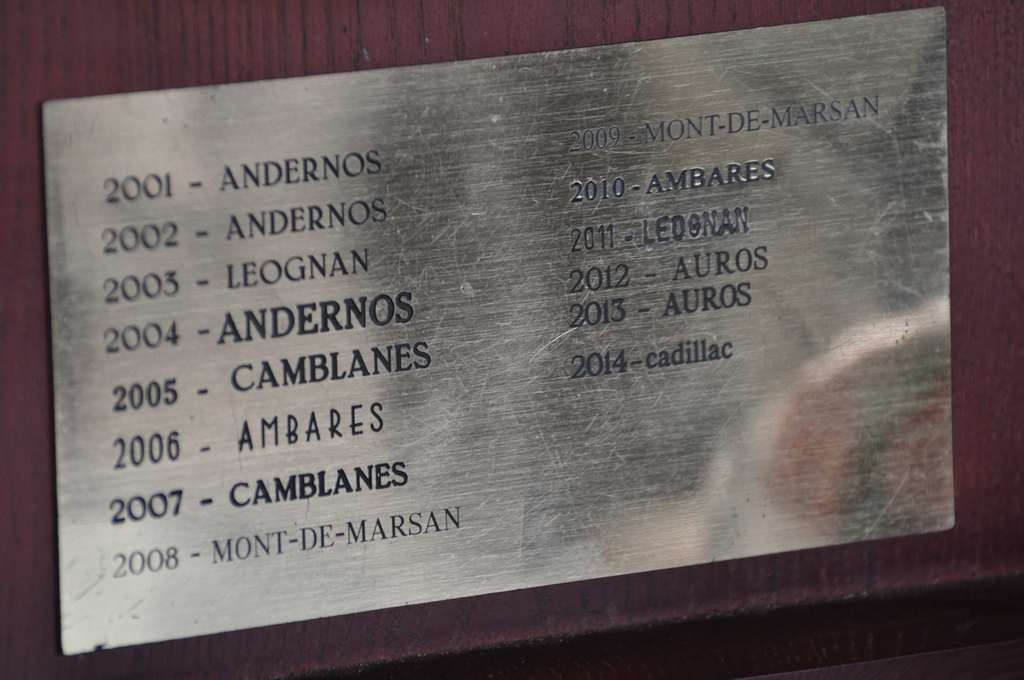 2001 - ANDERNOS
2002 - ANDERNOS
2003 - LEOGNAN
2004 - ANDERNOS
2005 - CAMBLANES
2006 - AMBARES
2007 - CAMBLANES
2008 - MONT-DE-MARSAN
2009 - MONT-DE-MARSAN
2010 - AMBARES
2011 - LEOGNAN
2012 - AUROS
2013 - AUROS
2014-cadillac